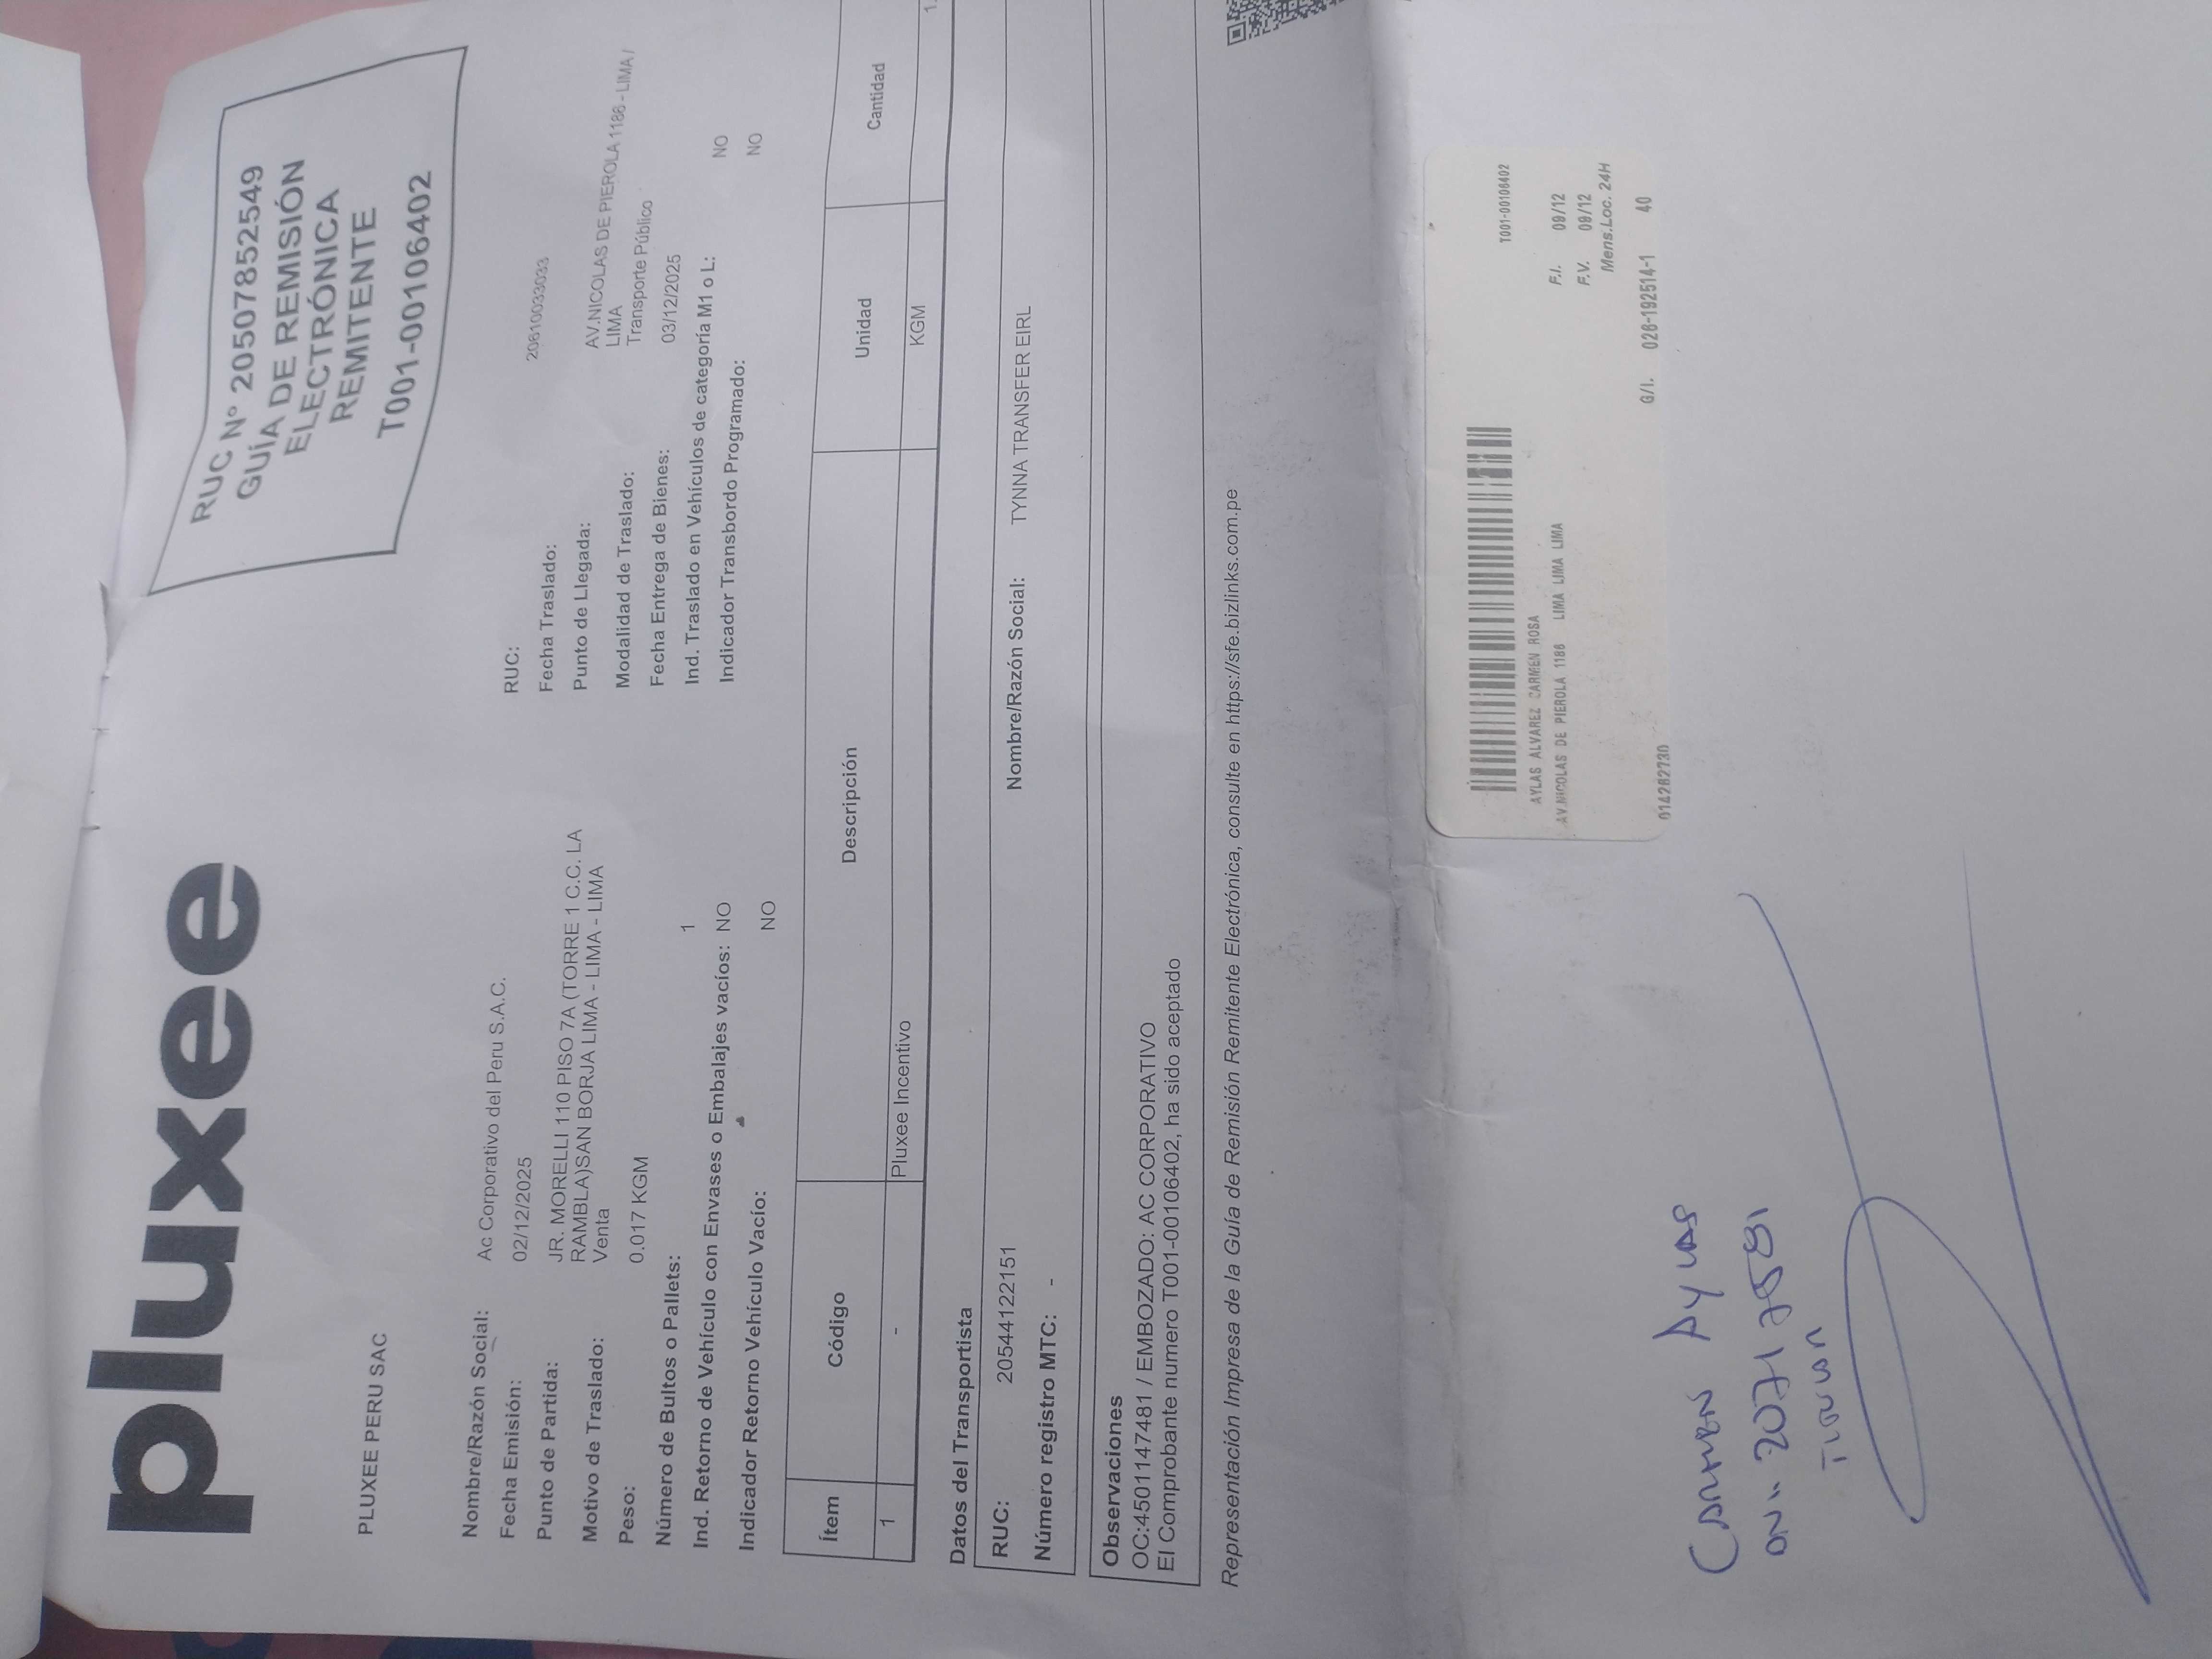 pluxee
RUC Nº 20507852549
GUÍA DE REMISIÓN
ELECTRÓNICA
REMITENTE
T001-00106402
PLUXEE PERU SAC
Nombre/Razón Social: Ac Corporativo del Peru S.A.C.
RUC: 20610033033
Fecha Emisión: 02/12/2025
Fecha Traslado:
Punto de Partida: JR. MORELLI 110 PISO 7A (TORRE 1 C.C. LA
RAMBLA)SAN BORJA LIMA - LIMA - LIMA
Punto de Llegada: AV.NICOLAS DE PIEROLA 1186 - LIMA /
LIMA
Motivo de Traslado: Venta
Modalidad de Traslado: Transporte Público
Peso: 0.017 KGM
Fecha Entrega de Bienes: 03/12/2025
Número de Bultos o Pallets: 1
Ind. Traslado en Vehículos de categoría M1 o L: NO
Ind. Retorno de Vehículo con Envases o Embalajes vacíos: NO
Indicador Transbordo Programado: NO
Indicador Retorno Vehículo Vacío: NO
Ítem Código Descripción Unidad Cantidad
1 - Pluxee Incentivo KGM 1.
Datos del Transportista
RUC: 20544122151 Nombre/Razón Social: TYNNA TRANSFER EIRL
Número registro MTC: -
Observaciones
OC:4501147481 / EMBOZADO: AC CORPORATIVO
El Comprobante numero T001-00106402, ha sido aceptado
Representación Impresa de la Guía de Remisión Remitente Electrónica, consulte en https://sfe.bizlinks.com.pe
T001-00106402
AYLAS ALVAREZ CARMEN ROSA
AV.NICOLAS DE PIEROLA 1186 LIMA LIMA LIMA
F.I. 09/12
F.V. 09/12
Mens.Loc. 24H
014282730 G/I. 026-192514-1 40
Carmen Aylas